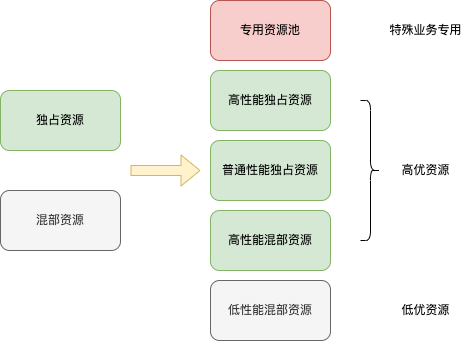 专用资源池
特殊业务专用
独占资源
高性能独占资源
普通性能独占资源
高优资源
混部资源
高性能混部资源
低性能混部资源
低优资源